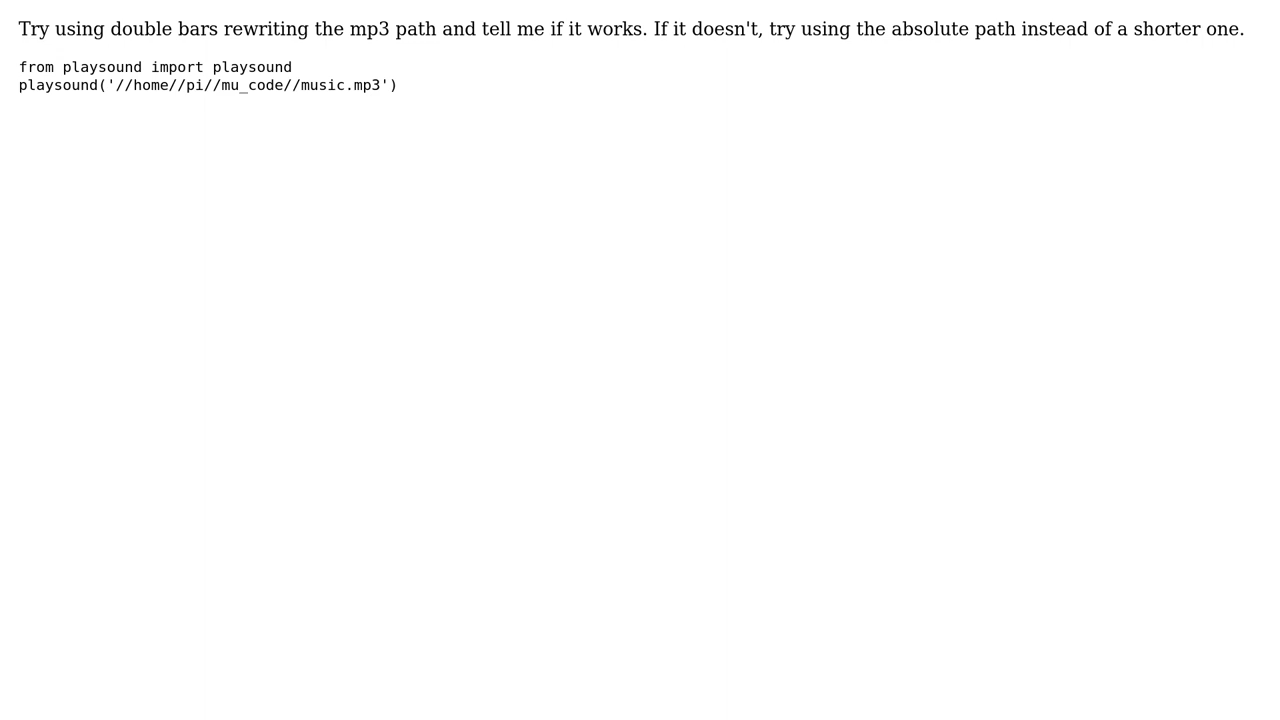 Try using double bars rewriting the mp3 path and tell me if it works. If it doesn't, try using the absolute path instead of a shorter one.
from playsound import playsound
playsound('//home//pi//mu_code//music.mp3')